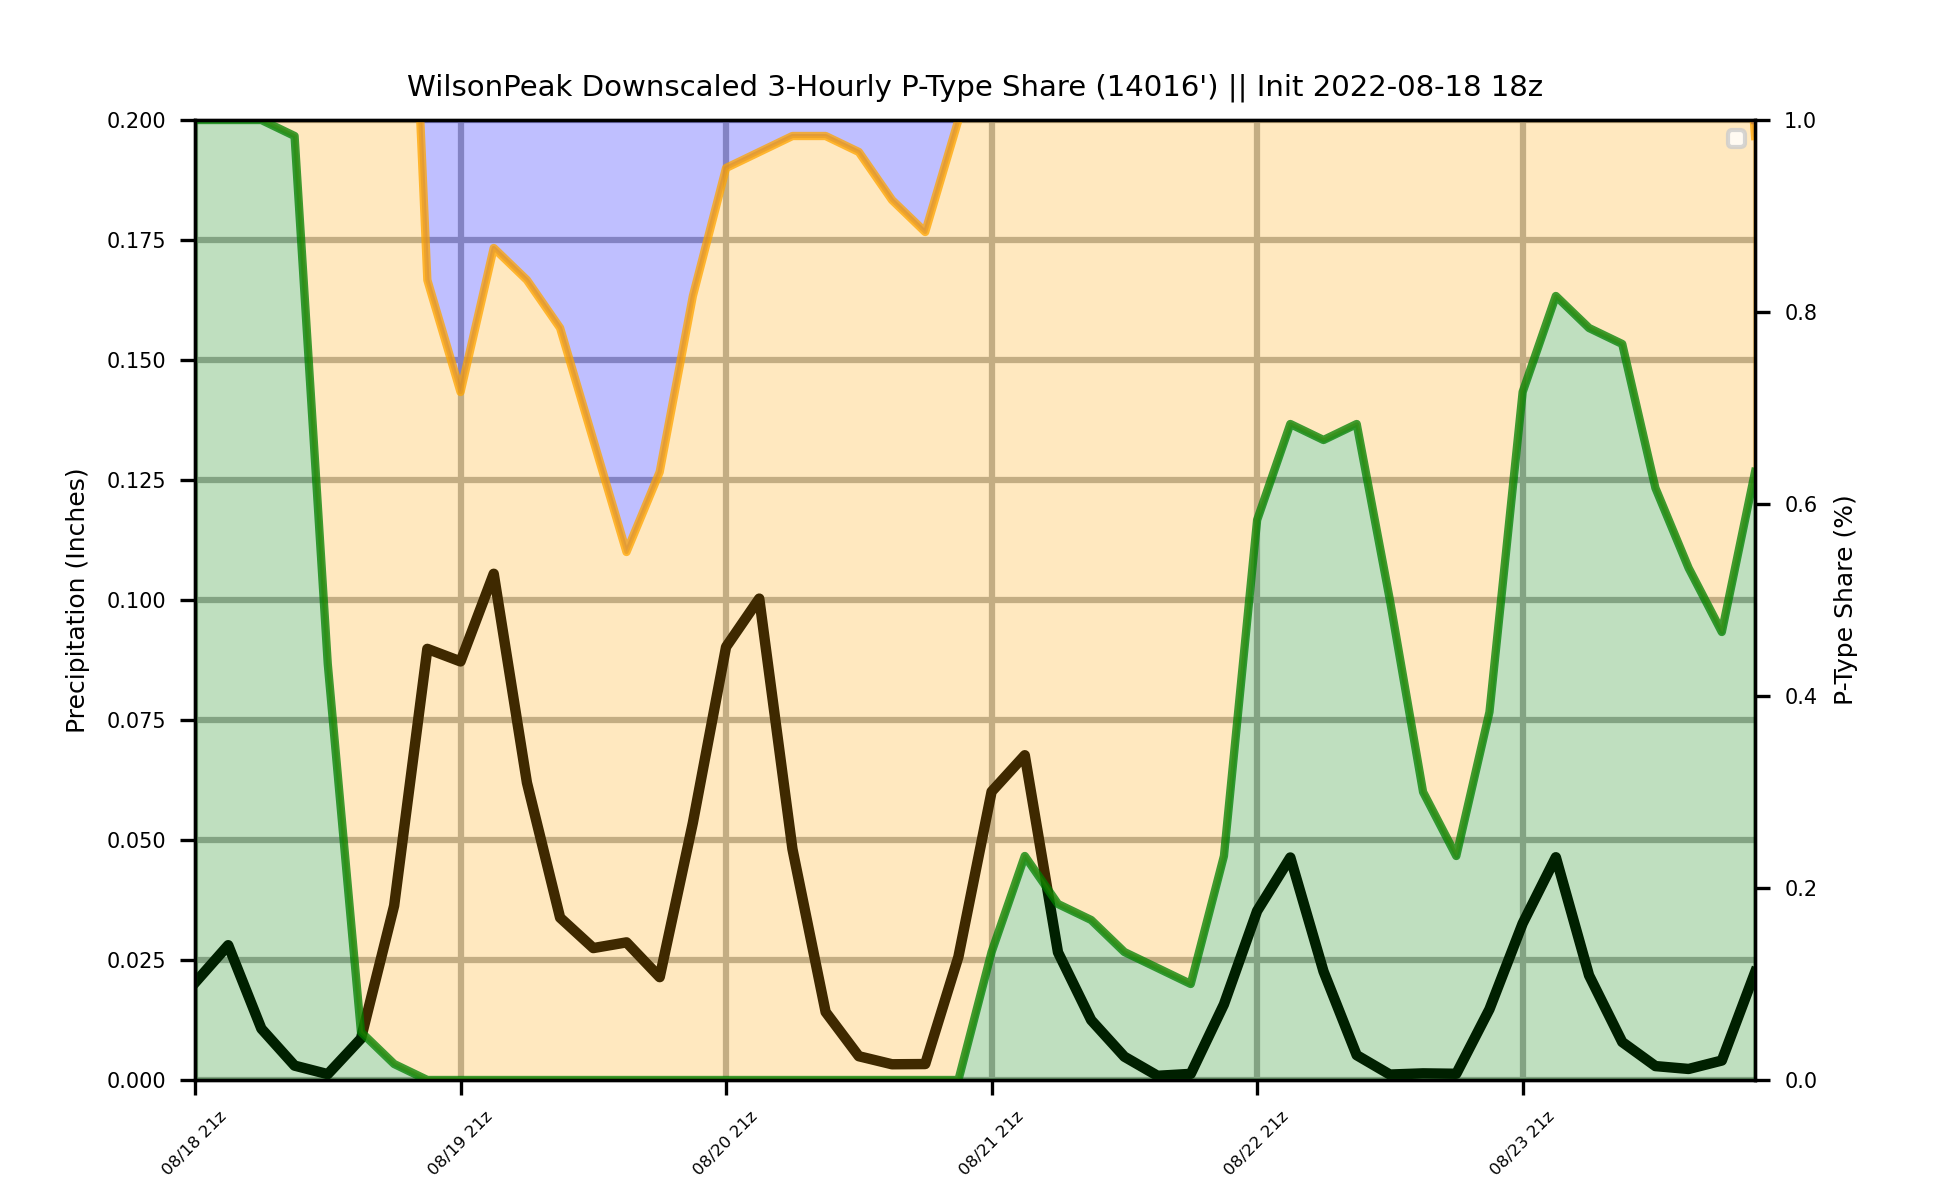 WilsonPeak Downscaled 3-Hourly P-Type Share (14016') || Init 2022-08-18 18z
0.200
0.175
0.150
0.125
0.100
0.075
0.050
0.025
0.000
Precipitation (Inches)
1.0
0.8
0.6
0.4
0.2
0.0
P-Type Share (%)
08/18 21z
08/19 21z
08/20 21z
08/21 21z
08/22 21z
08/23 21z